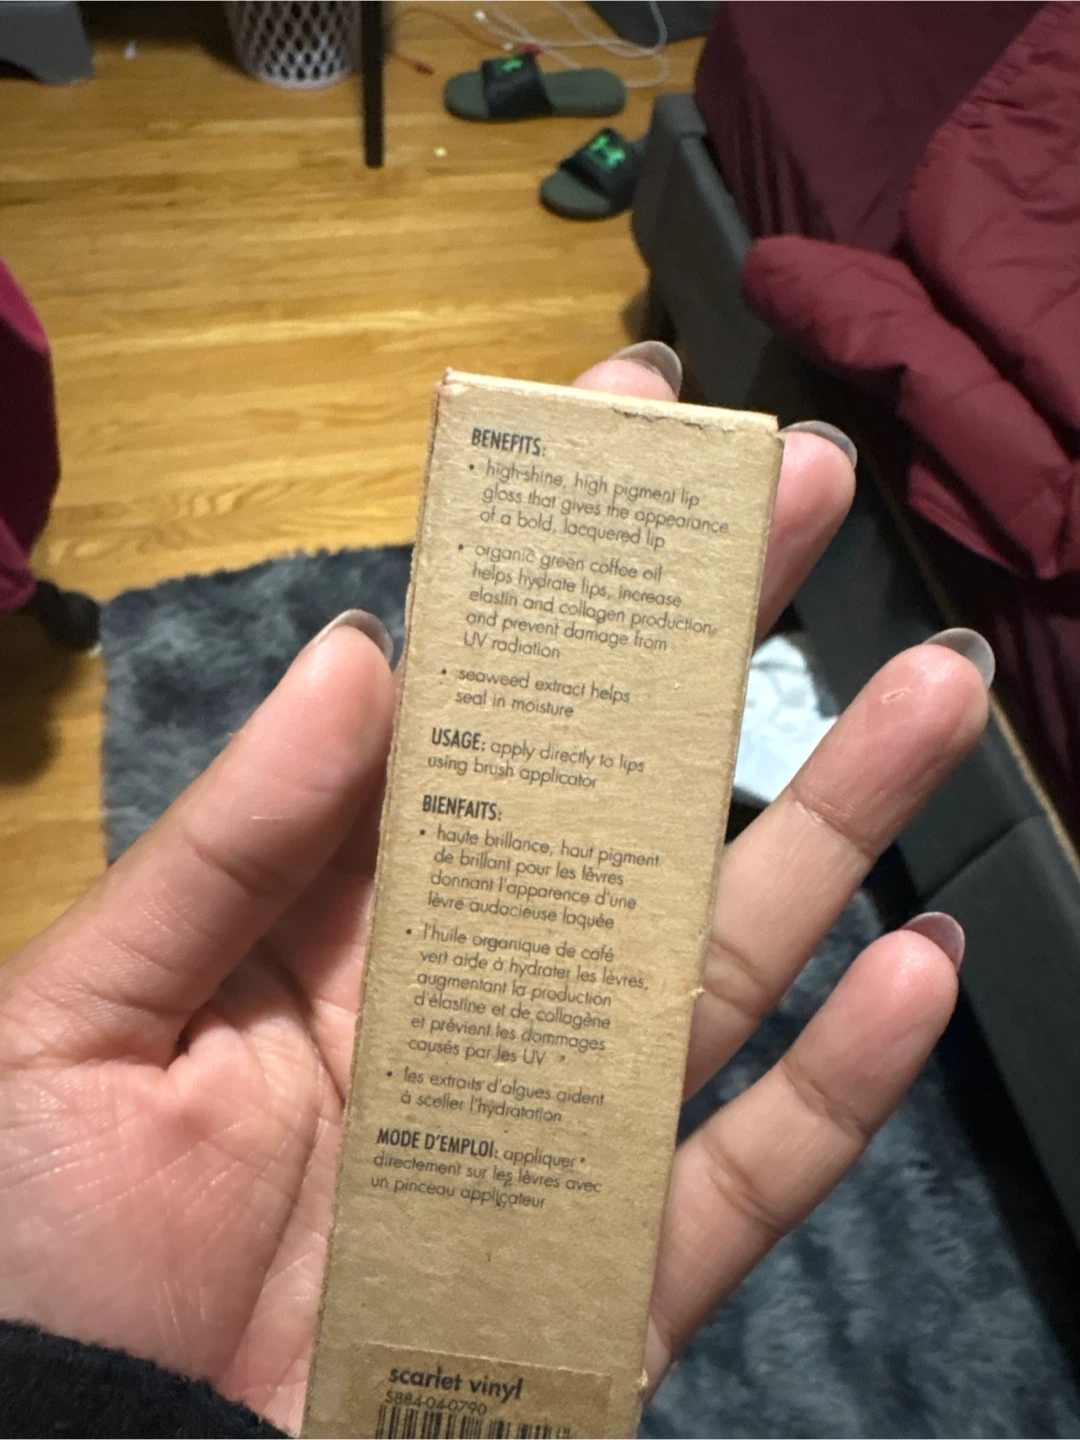 BENEFITS:
• high-shine, high pigment lip
gloss that gives the appearance
of a bold, lacquered lip
• organic green coffee oil
helps hydrate lips, increase
elastin and collagen production,
and prevent damage from
UV radiation
• seaweed extract helps
seal in moisture
USAGE: apply directly to lips
using brush applicator
BIENFAITS:
• haute brillance, haut pigment
de brillant pour les lèvres
donnant l'apparence d'une
lèvre audacieuse laquée
• l'huile organique de café
vert aide à hydrater les lèvres,
augmentant la production
d'élastine et de collagène
et prévient les dommages
causés par les UV
• les extraits d'algues aident
à sceller l'hydratation
MODE D'EMPLOI: appliquer
directement sur les lèvres avec
un pinceau applicateur
scarlet vinyl
5884-04-0790